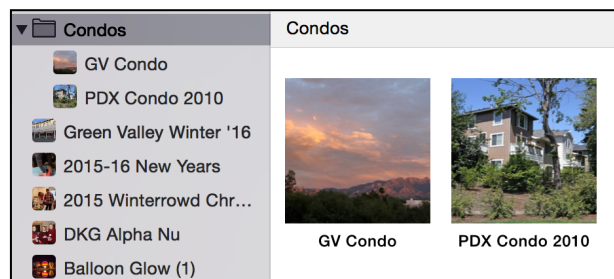 Condos
GV Condo
PDX Condo 2010
Green Valley Winter '16
2015-16 New Years
2015 Winterrowd Chr...
DKG Alpha Nu
Balloon Glow (1)
Condos
GV Condo
PDX Condo 2010